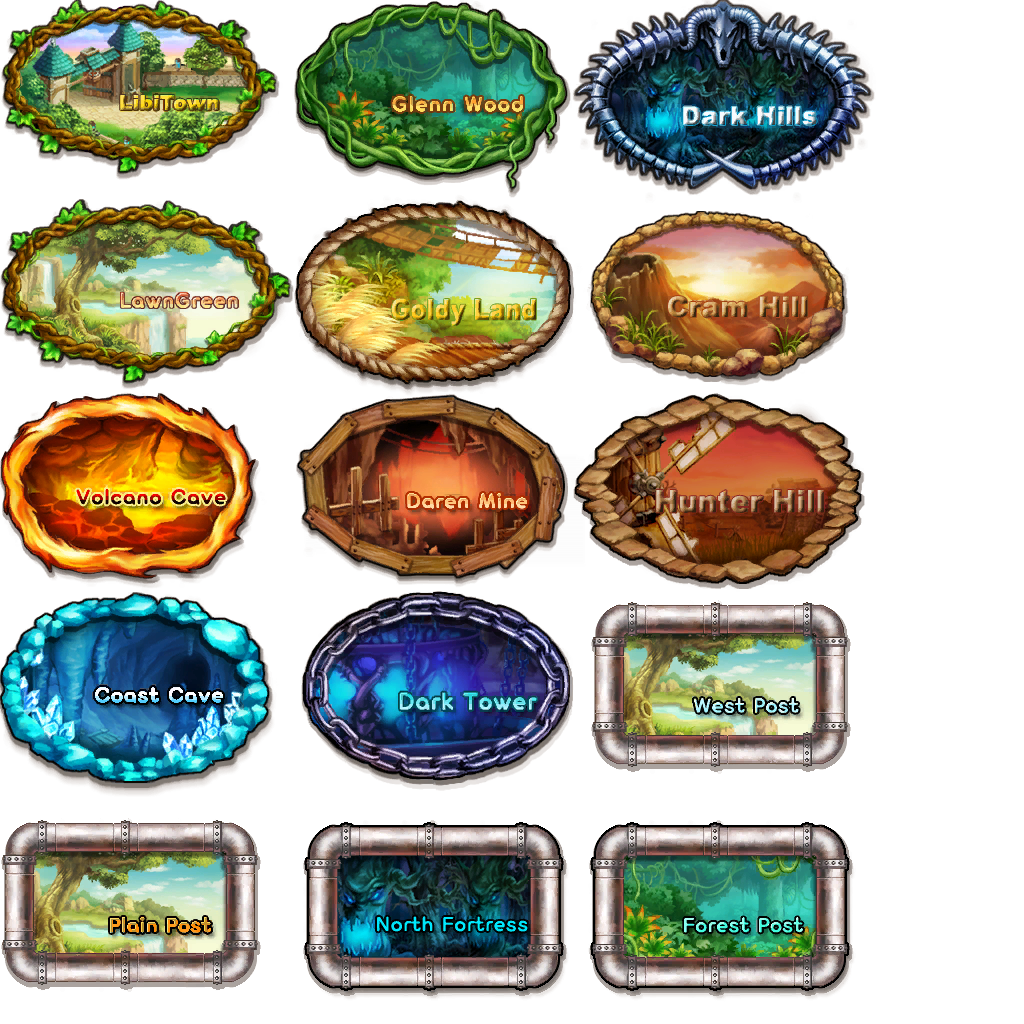 LibiTown
Glenn Wood
Dark Hills
LawnGreen
Goldy Land
Cram Hill
Volcano Cave
Daren Mine
Hunter Hill
Coast Cave
Dark Tower
West Post
Plain Post
North Fortress
Forest Post